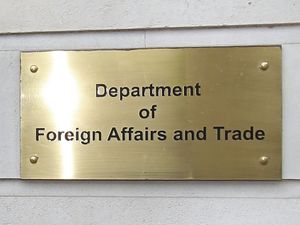 Department
of
Foreign Affairs and Trade